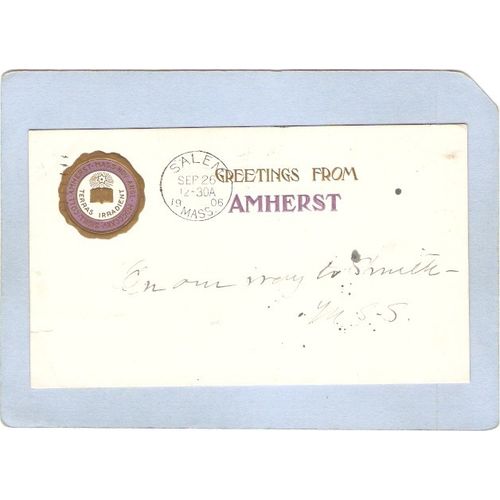 SALEM
SEP 26
12-30A
19 06
MASS.
GREETINGS FROM
AMHERST
TERRAS IRRADIENT
On our way to Smith -
M. S. S.